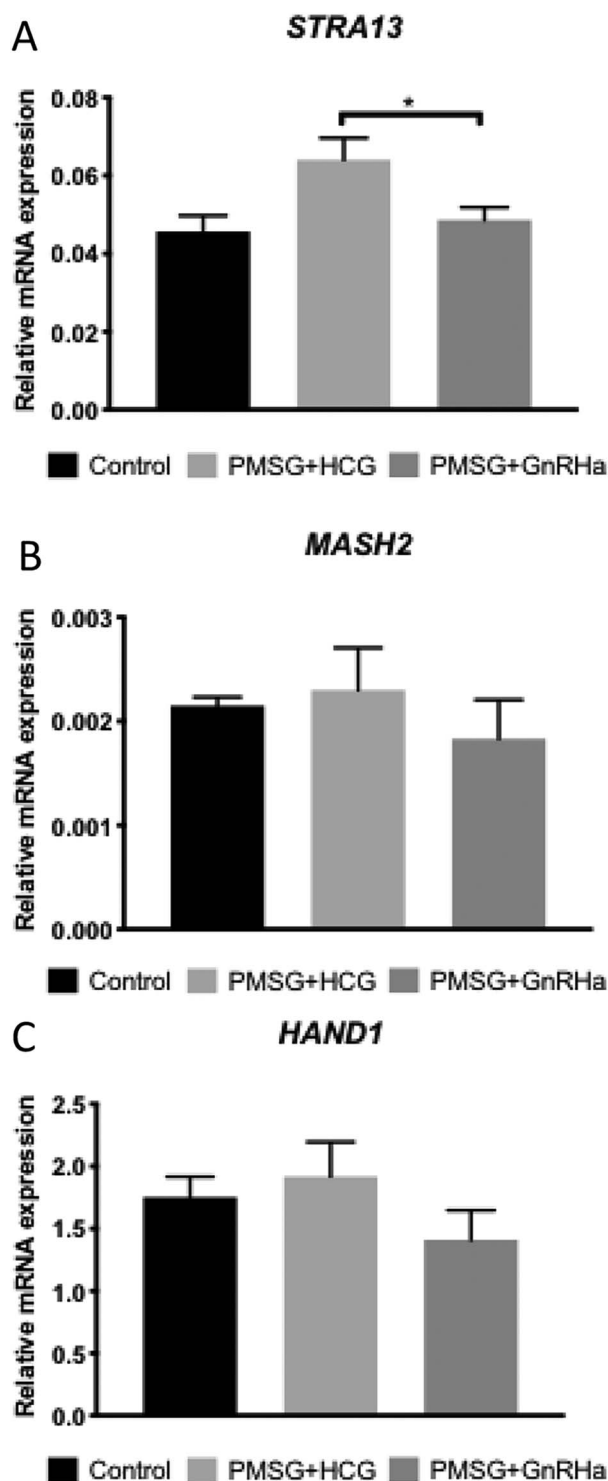 A
STRA13
Relative mRNA expression
0.08
0.06
0.04
0.02
0.00
*
Control PMSG+HCG PMSG+GnRHa
B
MASH2
Relative mRNA expression
0.003
0.002
0.001
0.000
Control PMSG+HCG PMSG+GnRHa
C
HAND1
Relative mRNA expression
2.5
2.0
1.5
1.0
0.5
0.0
Control PMSG+HCG PMSG+GnRHa